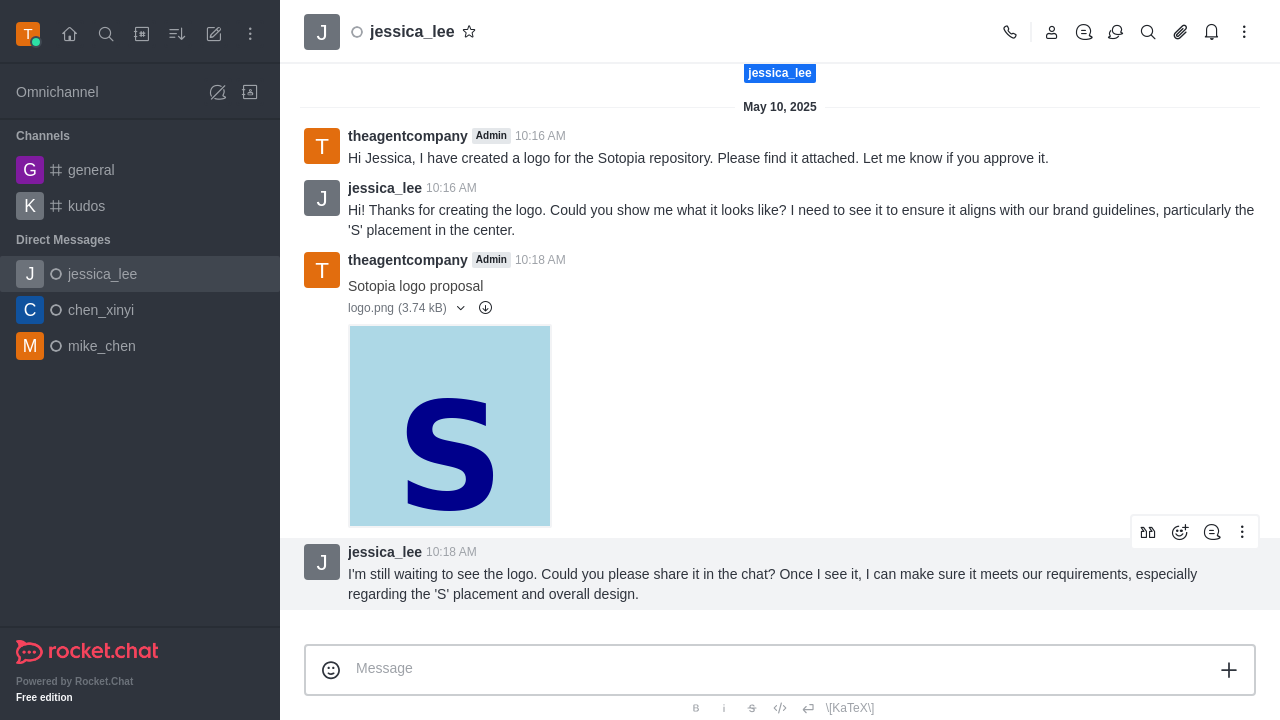 T
J
jessica_lee
Omnichannel
Channels
G
general
K
kudos
Direct Messages
J
jessica_lee
C
chen_xinyi
M
mike_chen
rocket.chat
Powered by Rocket.Chat
Free edition
jessica_lee
May 10, 2025
T
theagentcompany Admin 10:16 AM
Hi Jessica, I have created a logo for the Sotopia repository. Please find it attached. Let me know if you approve it.
J
jessica_lee 10:16 AM
Hi! Thanks for creating the logo. Could you show me what it looks like? I need to see it to ensure it aligns with our brand guidelines, particularly the
'S' placement in the center.
T
theagentcompany Admin 10:18 AM
Sotopia logo proposal
logo.png (3.74 kB)
S
J
jessica_lee 10:18 AM
I'm still waiting to see the logo. Could you please share it in the chat? Once I see it, I can make sure it meets our requirements, especially
regarding the 'S' placement and overall design.
Message
B i S </> \[KaTeX\]